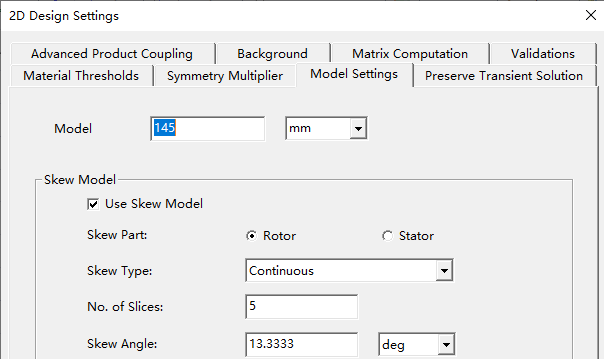 2D Design Settings
Advanced Product Coupling Background Matrix Computation Validations
Material Thresholds Symmetry Multiplier Model Settings Preserve Transient Solution
Model 145 mm
Skew Model
Use Skew Model
Skew Part: Rotor Stator
Skew Type: Continuous
No. of Slices: 5
Skew Angle: 13.3333 deg